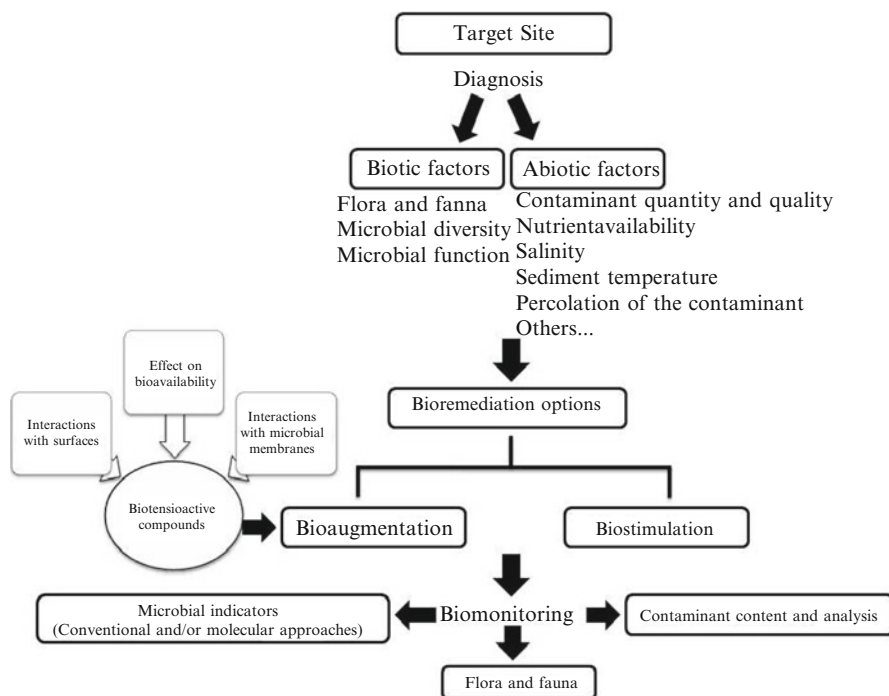 Target Site
Diagnosis
Biotic factors
Abiotic factors
Flora and fanna
Microbial diversity
Microbial function
Contaminant quantity and quality
Nutrientavailability
Salinity
Sediment temperature
Percolation of the contaminant
Others...
Effect on
bioavailability
Interactions
with surfaces
Interactions
with microbial
membranes
Bioremediation options
Biotensioactive
compounds
Bioaugmentation
Biostimulation
Microbial indicators
(Conventional and/or molecular approaches)
Biomonitoring
Contaminant content and analysis
Flora and fauna